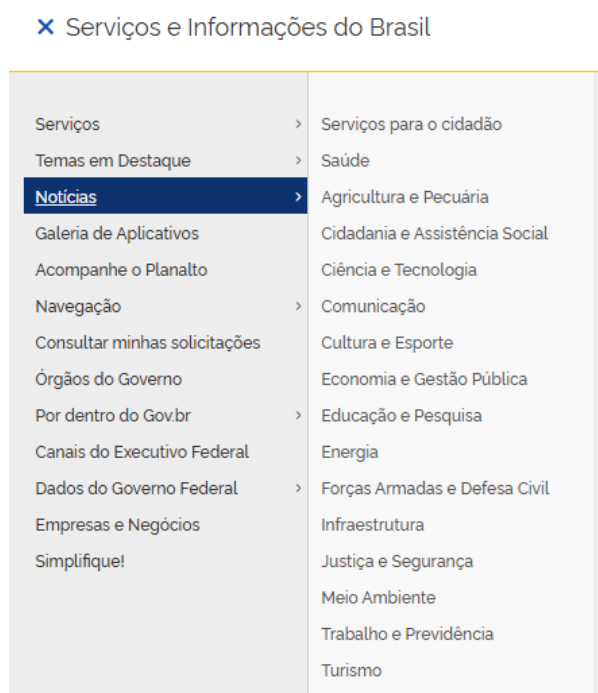 Serviços e Informações do Brasil
Serviços
Temas em Destaque
Notícias
Galeria de Aplicativos
Acompanhe o Planalto
Navegação
Consultar minhas solicitações
Órgãos do Governo
Por dentro do Gov.br
Canais do Executivo Federal
Dados do Governo Federal
Empresas e Negócios
Simplifique!
Serviços para o cidadão
Saúde
Agricultura e Pecuária
Cidadania e Assistência Social
Ciência e Tecnologia
Comunicação
Cultura e Esporte
Economia e Gestão Pública
Educação e Pesquisa
Energia
Forças Armadas e Defesa Civil
Infraestrutura
Justiça e Segurança
Meio Ambiente
Trabalho e Previdência
Turismo